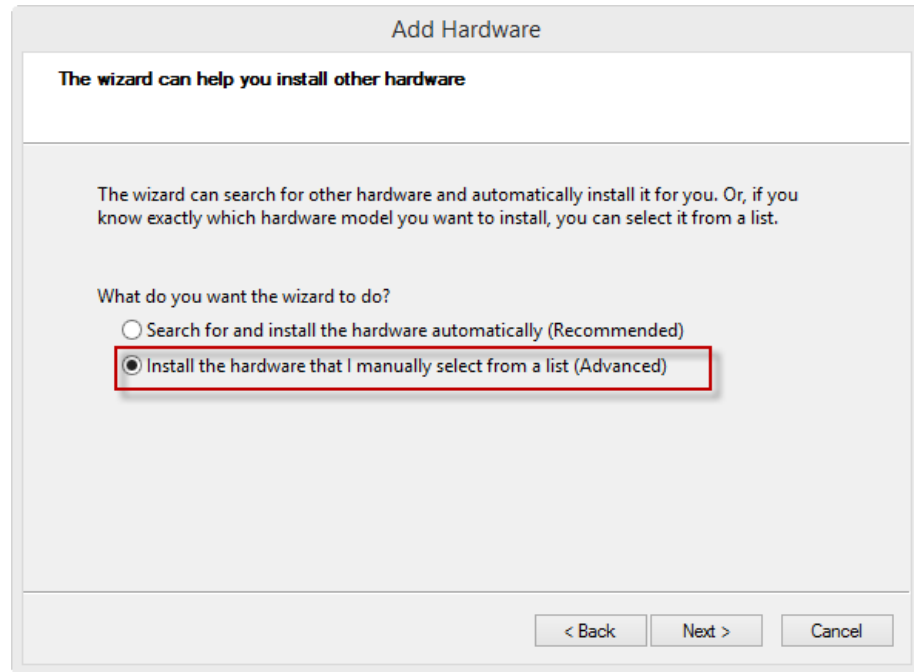 Add Hardware
The wizard can help you install other hardware
The wizard can search for other hardware and automatically install it for you. Or, if you
know exactly which hardware model you want to install, you can select it from a list.
What do you want the wizard to do?
Search for and install the hardware automatically (Recommended)
Install the hardware that I manually select from a list (Advanced)
< Back Next > Cancel